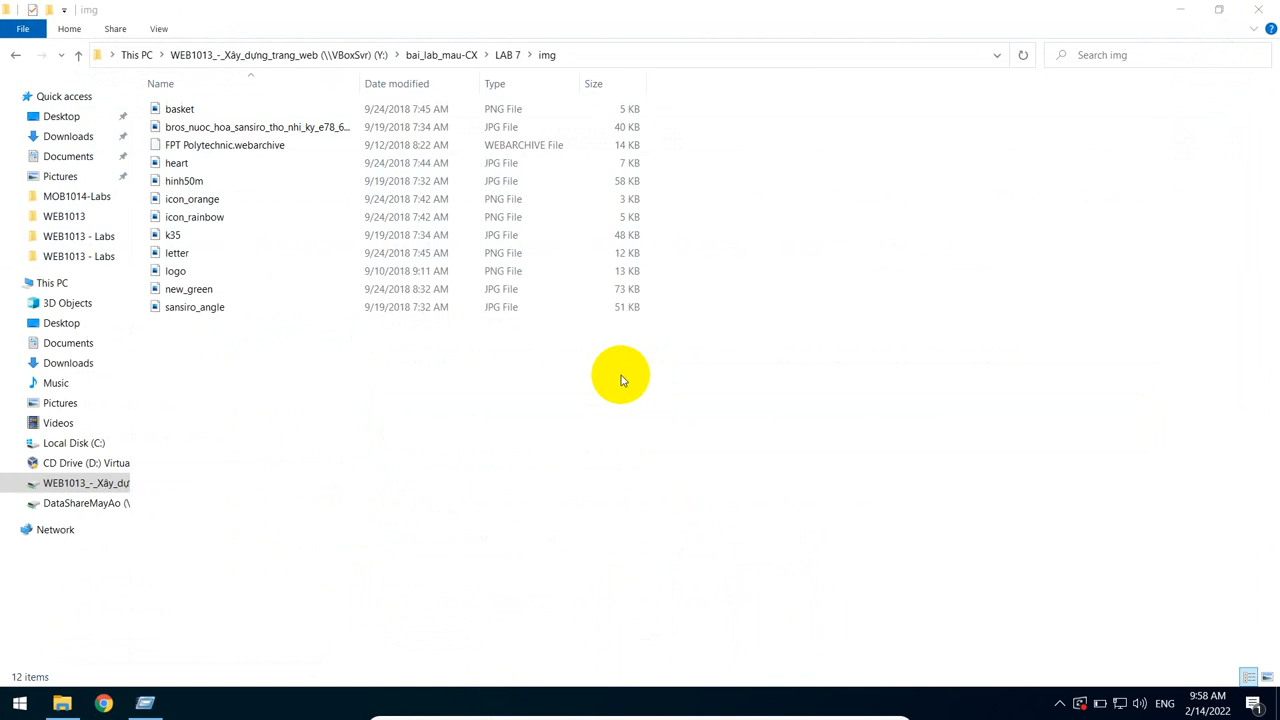 img
File Home Share View
This PC WEB1013_-_Xây_dựng_trang_web (\\VBoxSvr) (Y:) bai_lab_mau-CX LAB 7 img Search img
Name Date modified Type Size
Quick access
Desktop
Downloads
Documents
Pictures
MOB1014-Labs
WEB1013
WEB1013 - Labs
WEB1013 - Labs
This PC
3D Objects
Desktop
Documents
Downloads
Music
Pictures
Videos
Local Disk (C:)
CD Drive (D:) Virtua
WEB1013_-_Xây_dự
DataShareMayAo (\
Network
basket 9/24/2018 7:45 AM PNG File 5 KB
bros_nuoc_hoa_sansiro_tho_nhi_ky_e78_6... 9/19/2018 7:34 AM JPG File 40 KB
FPT Polytechnic.webarchive 9/12/2018 8:22 AM WEBARCHIVE File 14 KB
heart 9/24/2018 7:44 AM JPG File 7 KB
hinh50m 9/19/2018 7:32 AM JPG File 58 KB
icon_orange 9/24/2018 7:42 AM PNG File 3 KB
icon_rainbow 9/24/2018 7:42 AM PNG File 5 KB
k35 9/19/2018 7:34 AM JPG File 48 KB
letter 9/24/2018 7:45 AM PNG File 12 KB
logo 9/10/2018 9:11 AM PNG File 13 KB
new_green 9/24/2018 8:32 AM JPG File 73 KB
sansiro_angle 9/19/2018 7:32 AM JPG File 51 KB
12 items
ENG
9:58 AM
2/14/2022
1